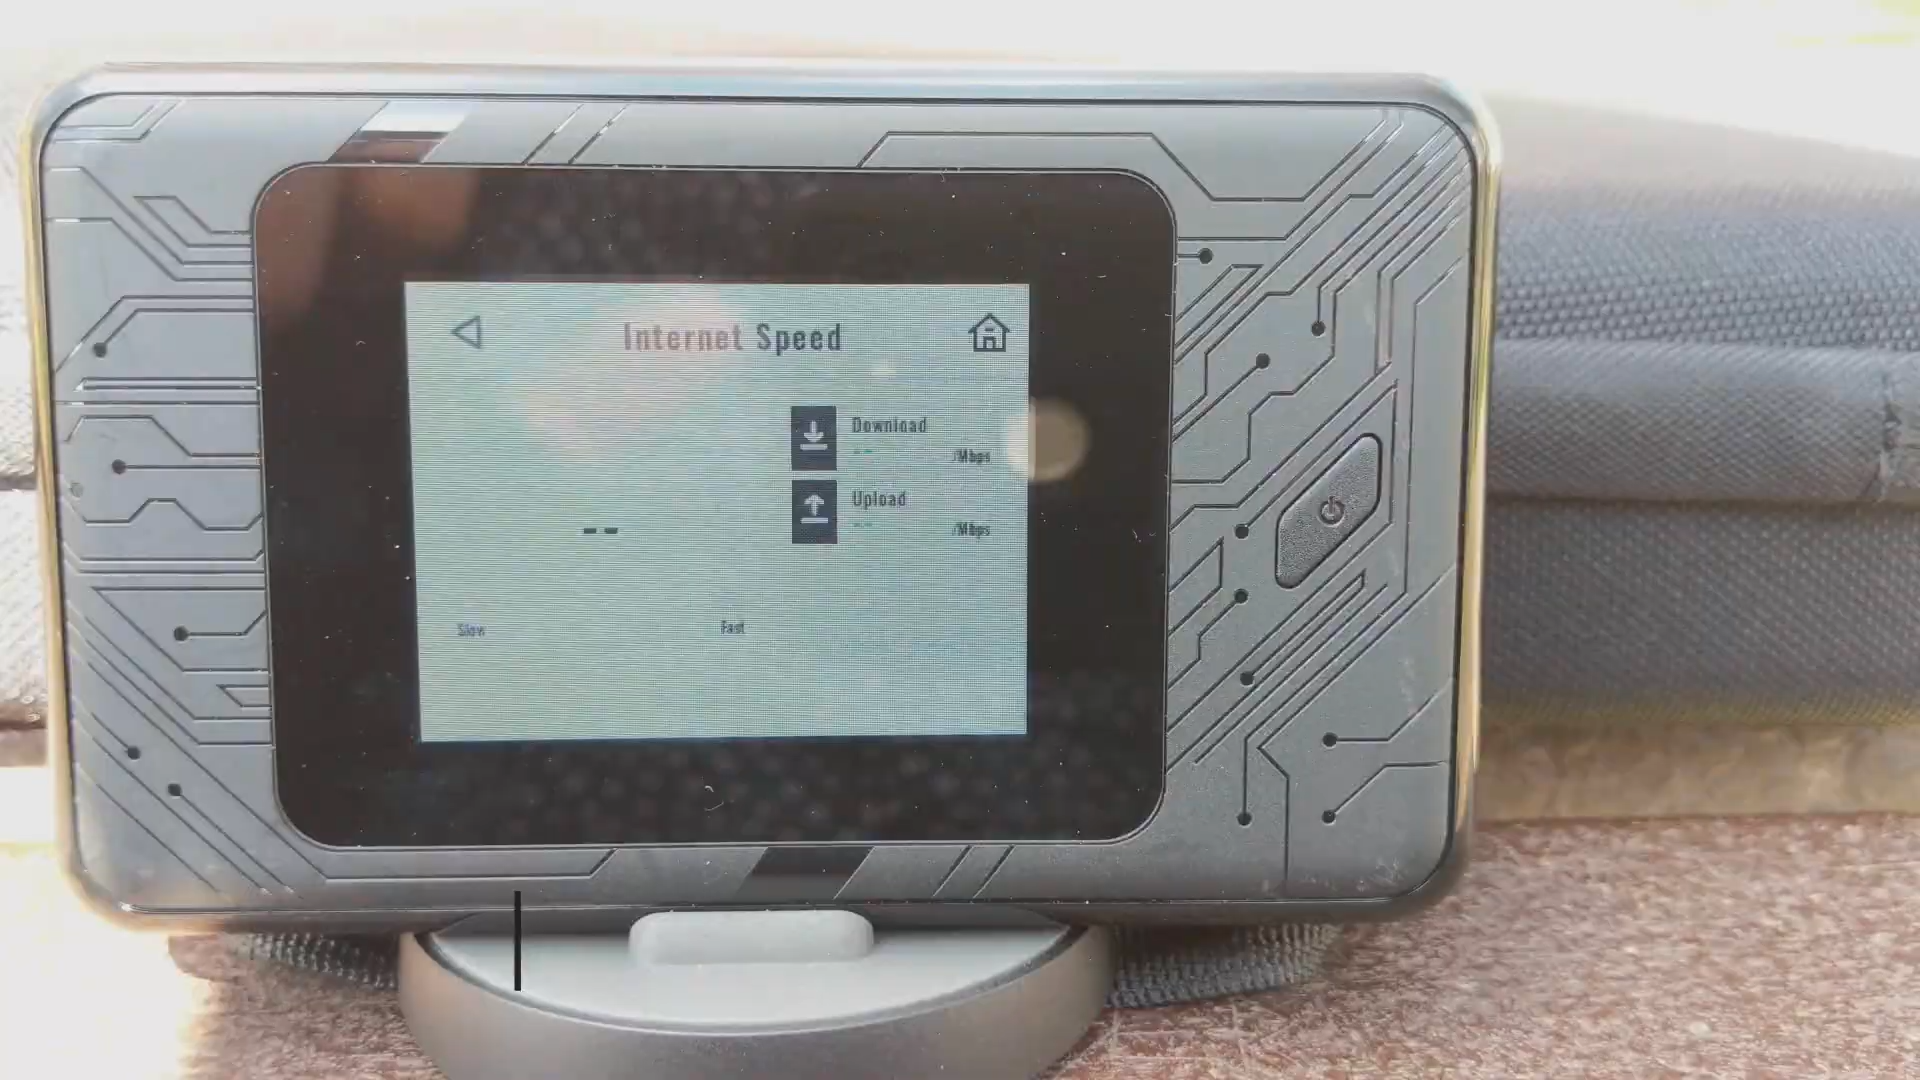 Internet Speed
Download
-- /Mbps
Upload
-- /Mbps
--
Slow Fast